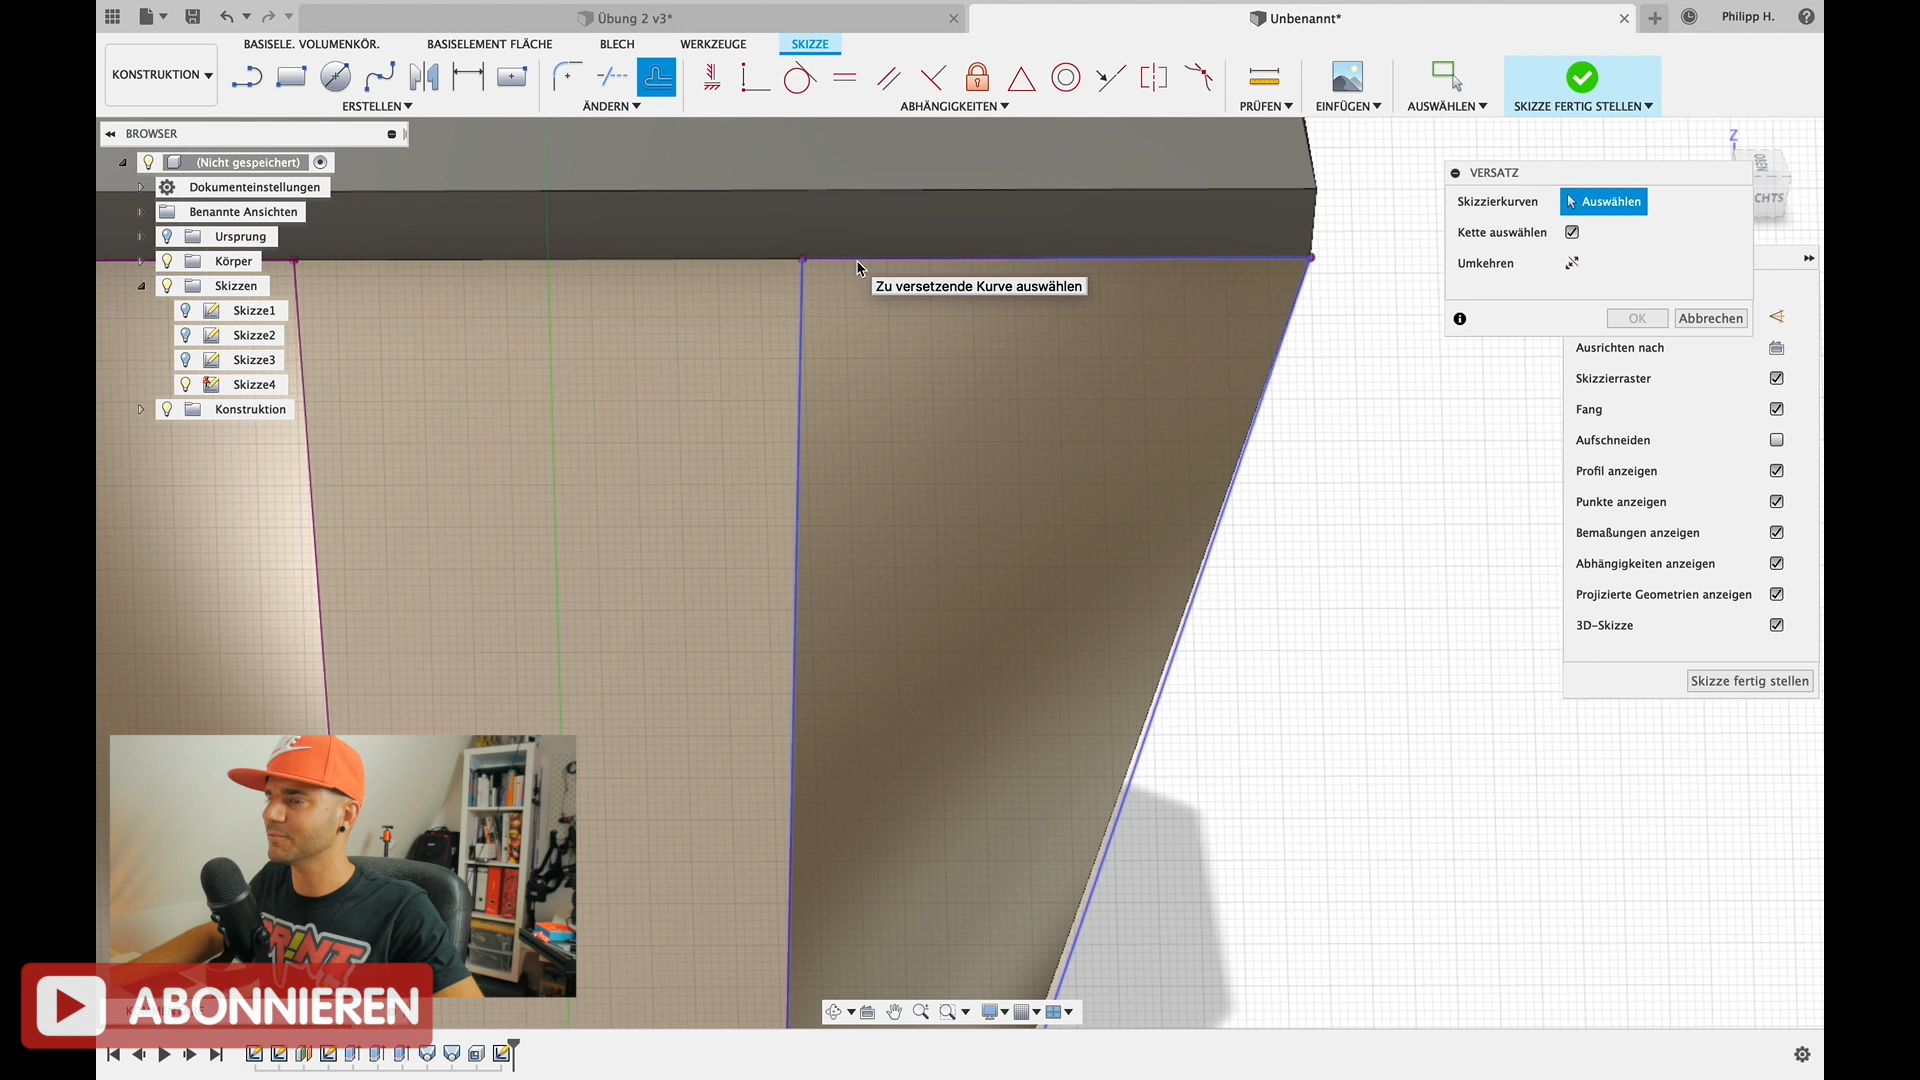 Übung 2 v3*
Unbenannt*
Philipp H.
BASISELE. VOLUMENKÖR.
BASISELEMENT FLÄCHE
BLECH
WERKZEUGE
SKIZZE
KONSTRUKTION
ERSTELLEN
ÄNDERN
ABHÄNGIGKEITEN
PRÜFEN
EINFÜGEN
AUSWÄHLEN
SKIZZE FERTIG STELLEN
BROWSER
(Nicht gespeichert)
Dokumenteinstellungen
Benannte Ansichten
Ursprung
Körper
Skizzen
Skizze1
Skizze2
Skizze3
Skizze4
Konstruktion
Zu versetzende Kurve auswählen
Z
OBEN
CHTS
VERSATZ
Skizzierkurven
Auswählen
Kette auswählen
Umkehren
OK
Abbrechen
Ausrichten nach
Skizzierraster
Fang
Aufschneiden
Profil anzeigen
Punkte anzeigen
Bemaßungen anzeigen
Abhängigkeiten anzeigen
Projizierte Geometrien anzeigen
3D-Skizze
Skizze fertig stellen
ABONNIEREN